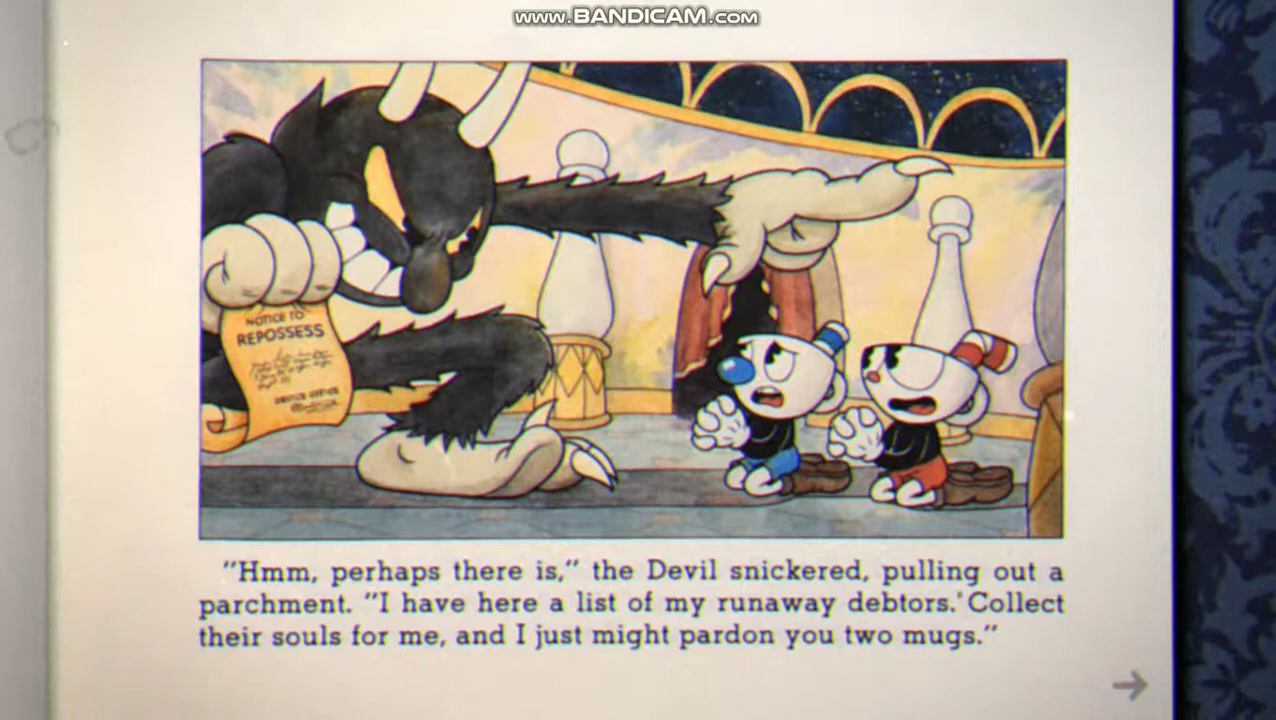 www.BANDICAM.com
NOTICE TO
REPOSSESS
"Hmm, perhaps there is," the Devil snickered, pulling out a
parchment. "I have here a list of my runaway debtors. Collect
their souls for me, and I just might pardon you two mugs."